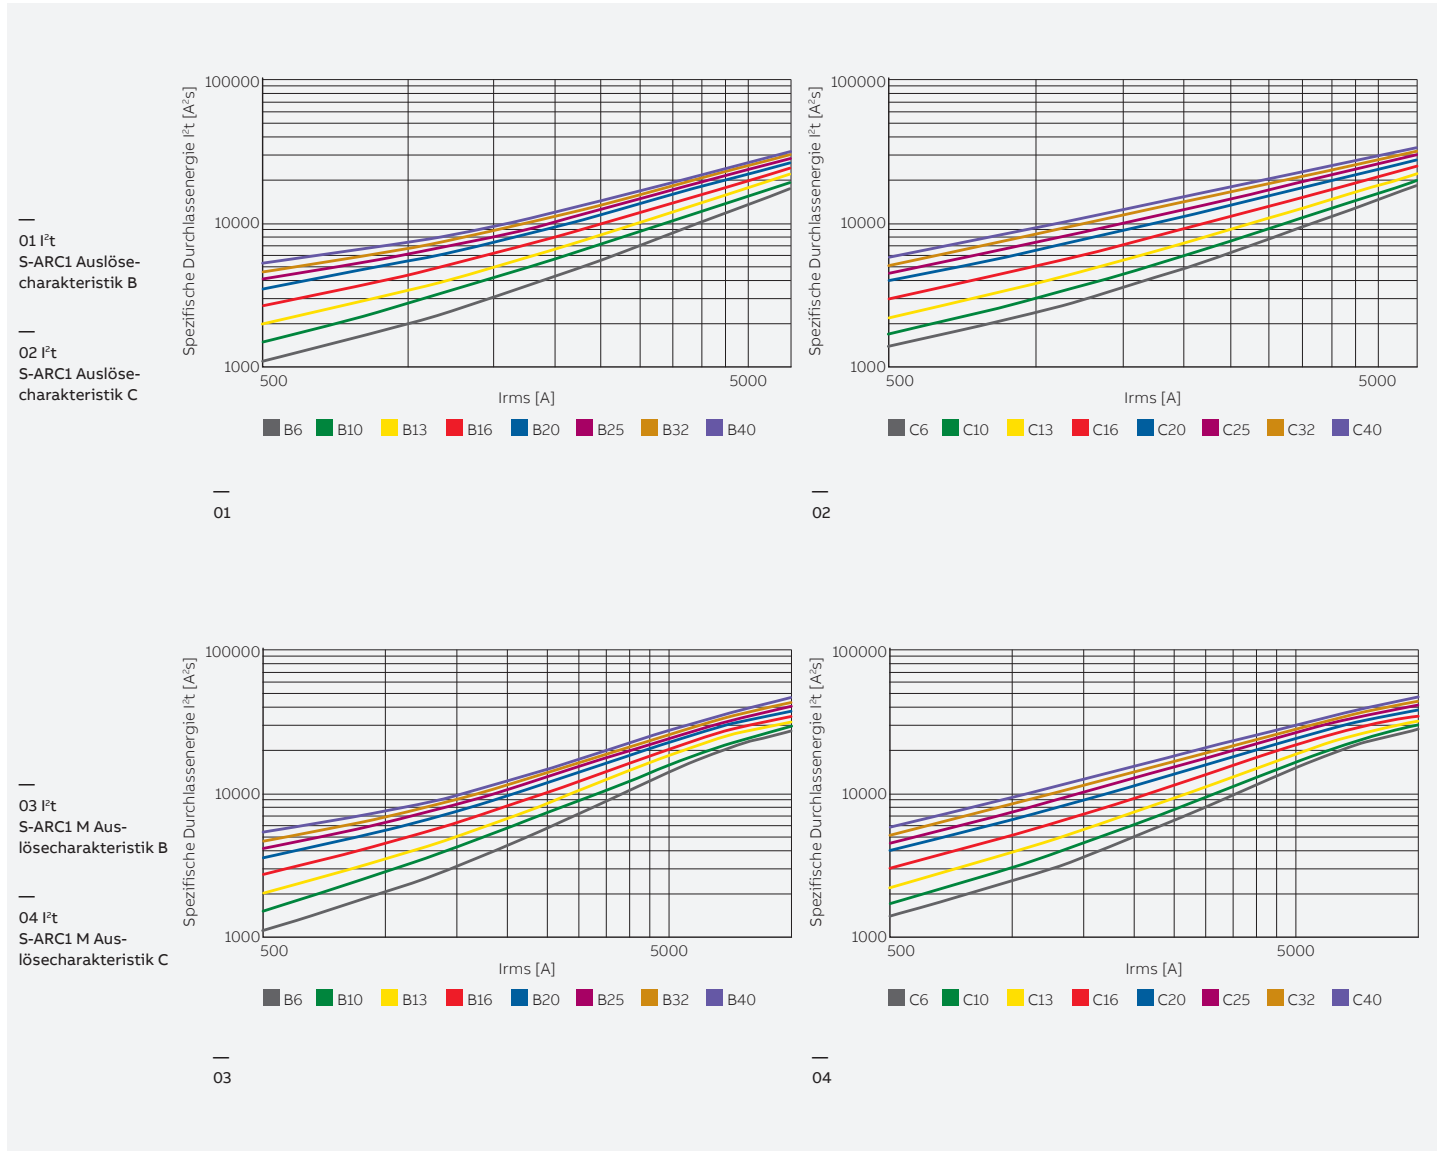 —
01 I²t
S-ARC1 Auslöse-
charakteristik B
—
02 I²t
S-ARC1 Auslöse-
charakteristik C
Spezifische Durchlassenergie I²t [A²s]
100000
10000
1000
500
5000
Irms [A]
B6 B10 B13 B16 B20 B25 B32 B40
—
01
Spezifische Durchlassenergie I²t [A²s]
100000
10000
1000
500
5000
Irms [A]
C6 C10 C13 C16 C20 C25 C32 C40
—
02
—
03 I²t
S-ARC1 M Aus-
lösecharakteristik B
—
04 I²t
S-ARC1 M Aus-
lösecharakteristik C
Spezifische Durchlassenergie I²t [A²s]
100000
10000
1000
500
5000
Irms [A]
B6 B10 B13 B16 B20 B25 B32 B40
—
03
Spezifische Durchlassenergie I²t [A²s]
100000
10000
1000
500
5000
Irms [A]
C6 C10 C13 C16 C20 C25 C32 C40
—
04